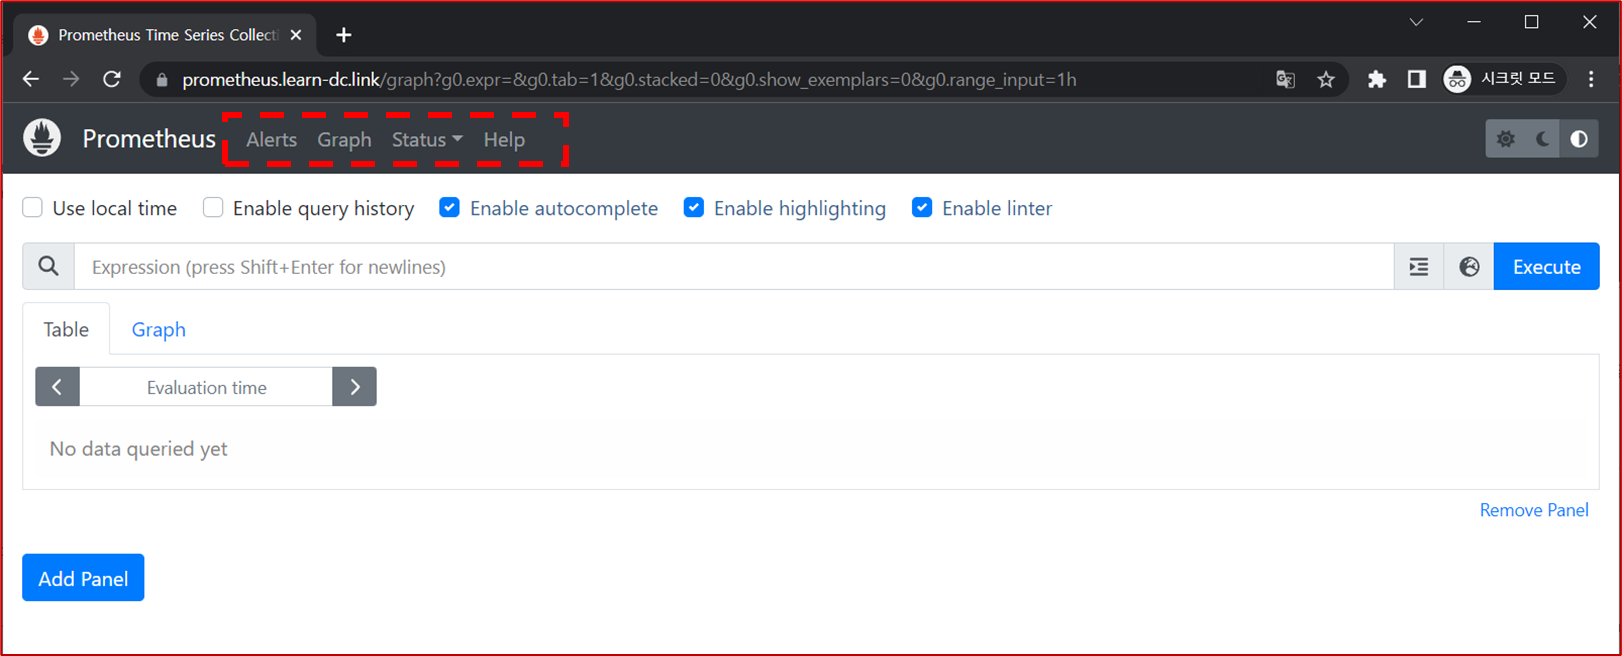 Prometheus Time Series Collecti
prometheus.learn-dc.link/graph?g0.expr=&g0.tab=1&g0.stacked=0&g0.show_exemplars=0&g0.range_input=1h 시크릿 모드
Prometheus Alerts Graph Status Help
Use local time Enable query history Enable autocomplete Enable highlighting Enable linter
Expression (press Shift+Enter for newlines) Execute
Table Graph
Evaluation time
No data queried yet
Remove Panel
Add Panel